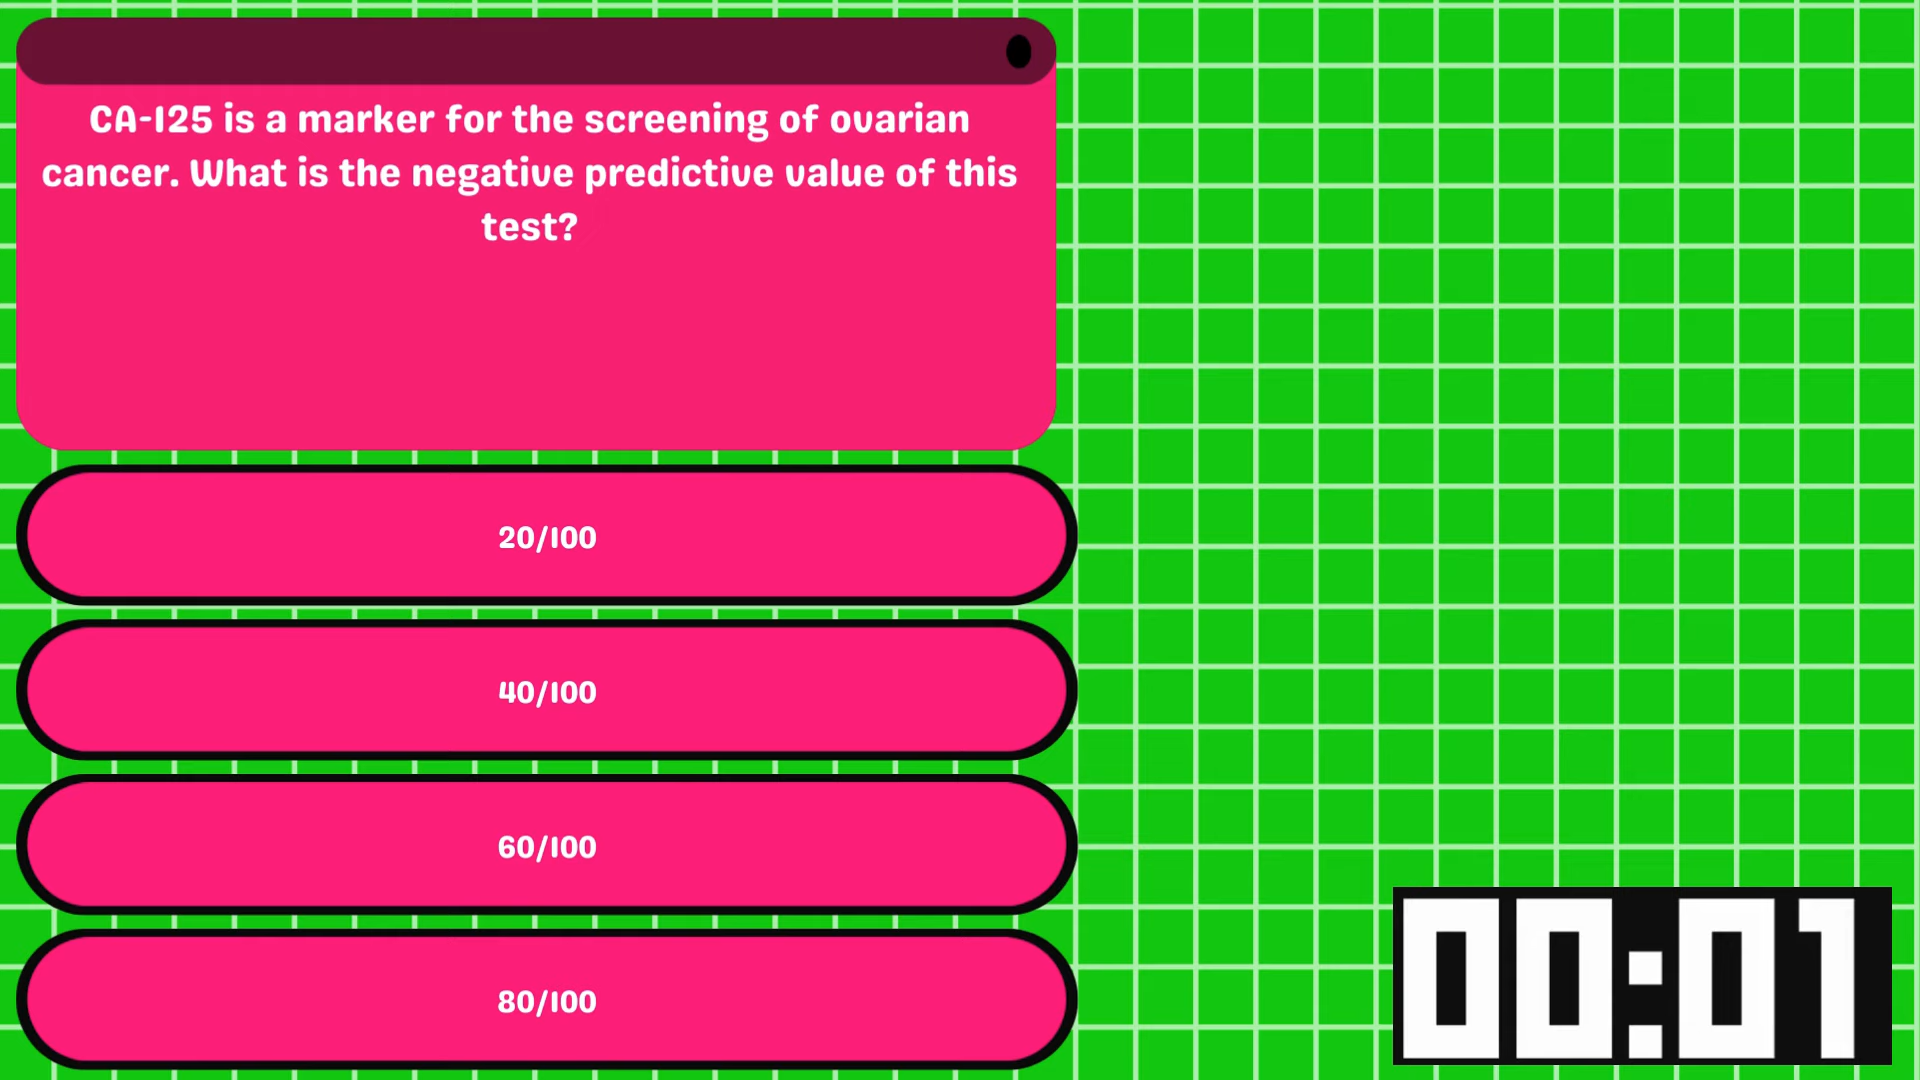 CA-125 is a marker for the screening of ovarian
cancer. What is the negative predictive value of this
test?
20/100
40/100
60/100
80/100
00:01